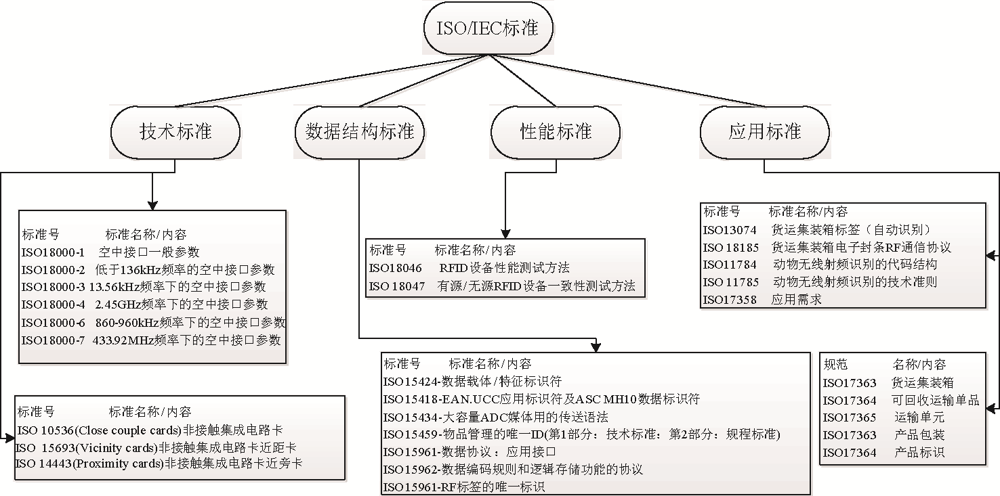 ISO/IEC标准
技术标准
数据结构标准
性能标准
应用标准
标准号 标准名称/内容
ISO18000-1 空中接口一般参数
ISO18000-2 低于136kHz频率的空中接口参数
ISO18000-3 13.56kHz频率下的空中接口参数
ISO18000-4 2.45GHz频率下的空中接口参数
ISO18000-6 860-960kHz频率下的空中接口参数
ISO18000-7 433.92MHz频率下的空中接口参数
标准号 标准名称/内容
ISO 10536(Close couple cards)非接触集成电路卡
ISO 15693(Vicinity cards)非接触集成电路卡近距卡
ISO 14443(Proximity cards)非接触集成电路卡近旁卡
标准号 标准名称/内容
ISO18046 RFID设备性能测试方法
ISO 18047 有源/无源RFID设备一致性测试方法
标准号 标准名称/内容
ISO15424-数据载体/特征标识符
ISO15418-EAN.UCC应用标识符及ASC MH10数据标识符
ISO15434-大容量ADC媒体用的传送语法
ISO15459-物品管理的唯一ID(第1部分：技术标准：第2部分：规程标准)
ISO15961-数据协议：应用接口
ISO15962-数据编码规则和逻辑存储功能的协议
ISO15961-RF标签的唯一标识
标准号 标准名称/内容
ISO13074 货运集装箱标签（自动识别）
ISO 18185 货运集装箱电子封条RF通信协议
ISO11784 动物无线射频识别的代码结构
ISO 11785 动物无线射频识别的技术准则
ISO17358 应用需求
规范 名称/内容
ISO17363 货运集装箱
ISO17364 可回收运输单品
ISO17365 运输单元
ISO17363 产品包装
ISO17364 产品标识